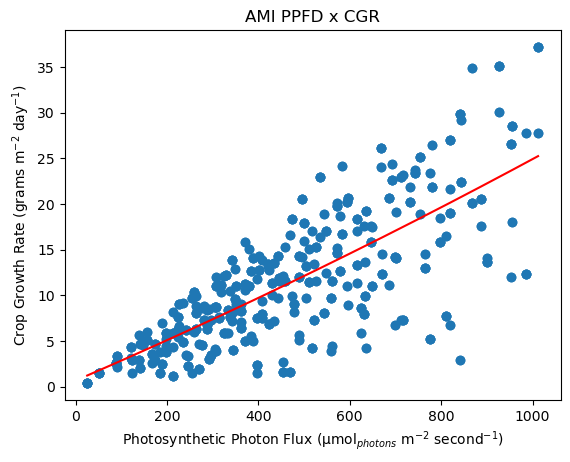 AMI PPFD x CGR
Crop Growth Rate (grams m⁻² day⁻¹)
35
30
25
20
15
10
5
0
0 200 400 600 800 1000
Photosynthetic Photon Flux (μmolₚₕₒₜₒₙₛ m⁻² second⁻¹)